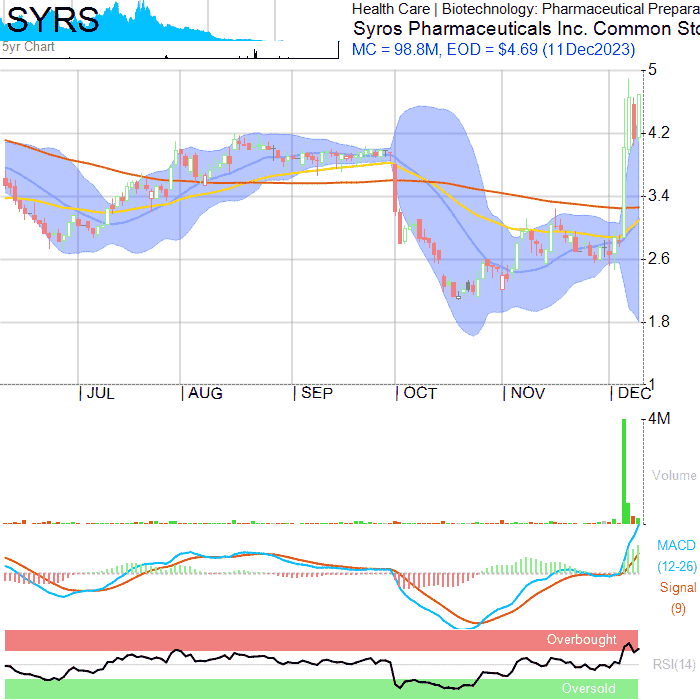 SYRS
5yr Chart
Health Care | Biotechnology: Pharmaceutical Prepara
Syros Pharmaceuticals Inc. Common Sto
MC = 98.8M, EOD = $4.69 (11Dec2023)
5
4.2
3.4
2.6
1.8
1
JUL AUG SEP OCT NOV DEC
4M
Volume
MACD
(12-26)
Signal
(9)
Overbought
RSI(14)
Oversold